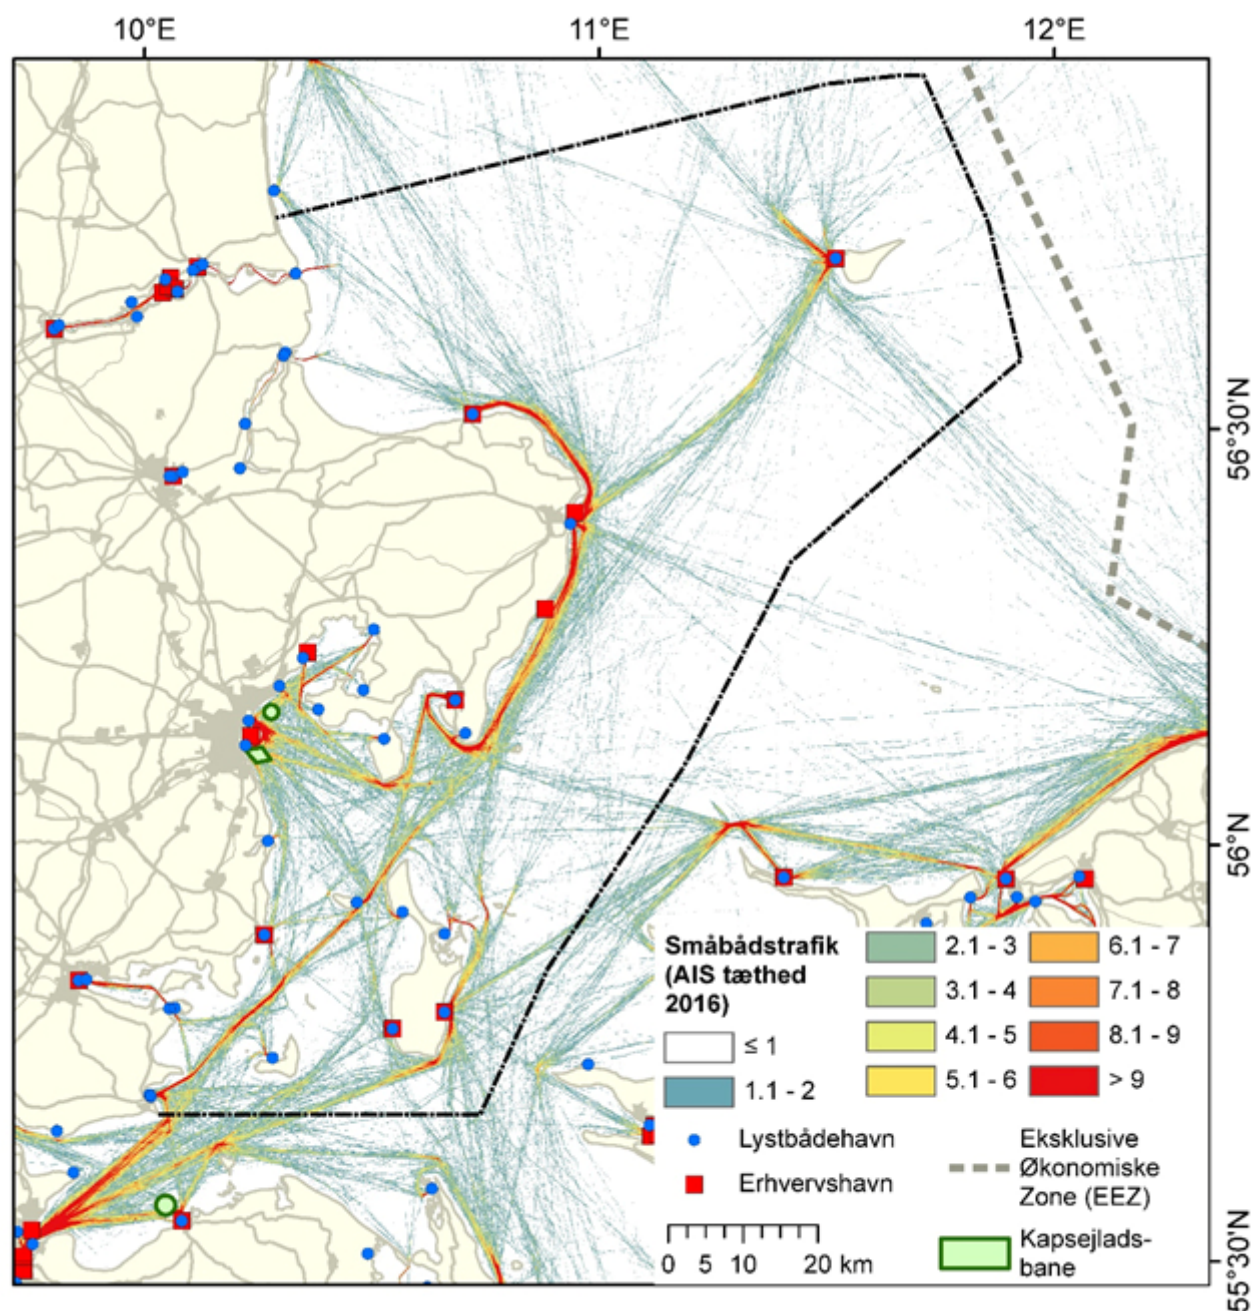 10°E 11°E 12°E
56°30'N
56°N
55°30'N
Småbådstrafik
(AIS tæthed
2016)
≤ 1
1.1 - 2
2.1 - 3
3.1 - 4
4.1 - 5
5.1 - 6
6.1 - 7
7.1 - 8
8.1 - 9
> 9
Lystbådehavn
Erhvervshavn
0 5 10 20 km
Eksklusive
Økonomiske
Zone (EEZ)
Kapsejlads-
bane